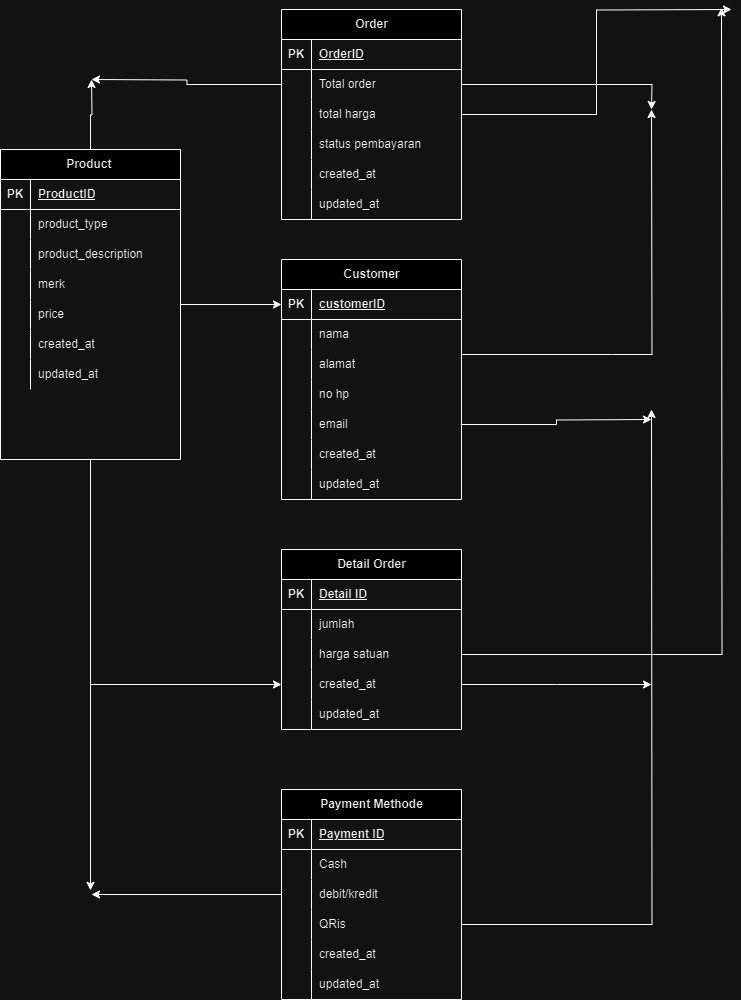 Order
PK OrderID
Total order
total harga
status pembayaran
created_at
updated_at
Product
PK ProductID
product_type
product_description
merk
price
created_at
updated_at
Customer
PK customerID
nama
alamat
no hp
email
created_at
updated_at
Detail Order
PK Detail ID
jumlah
harga satuan
created_at
updated_at
Payment Methode
PK Payment ID
Cash
debit/kredit
QRis
created_at
updated_at